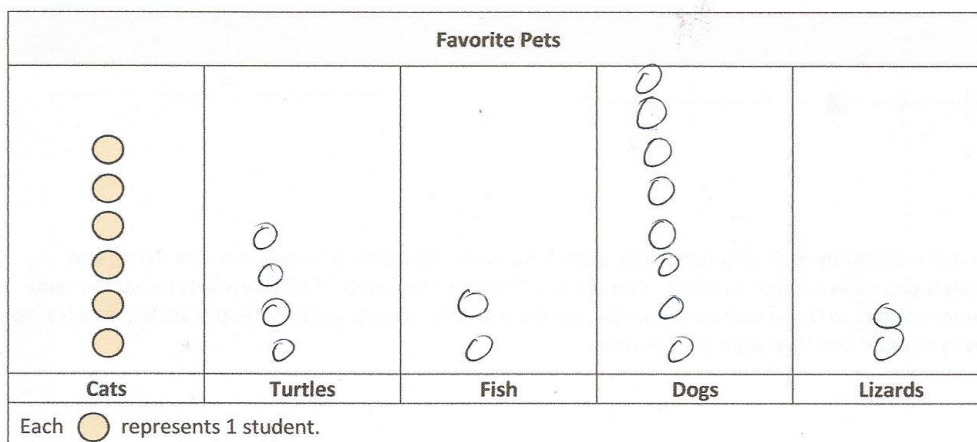 Favorite Pets
Cats Turtles Fish Dogs Lizards
Each represents 1 student.